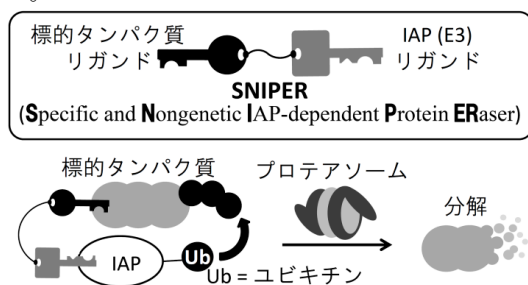 標的タンパク質
リガンド
IAP (E3)
リガンド
SNIPER
(Specific and Nongenetic IAP-dependent Protein ERaser)
標的タンパク質
プロテアソーム
分解
IAP
Ub
Ub = ユビキチン